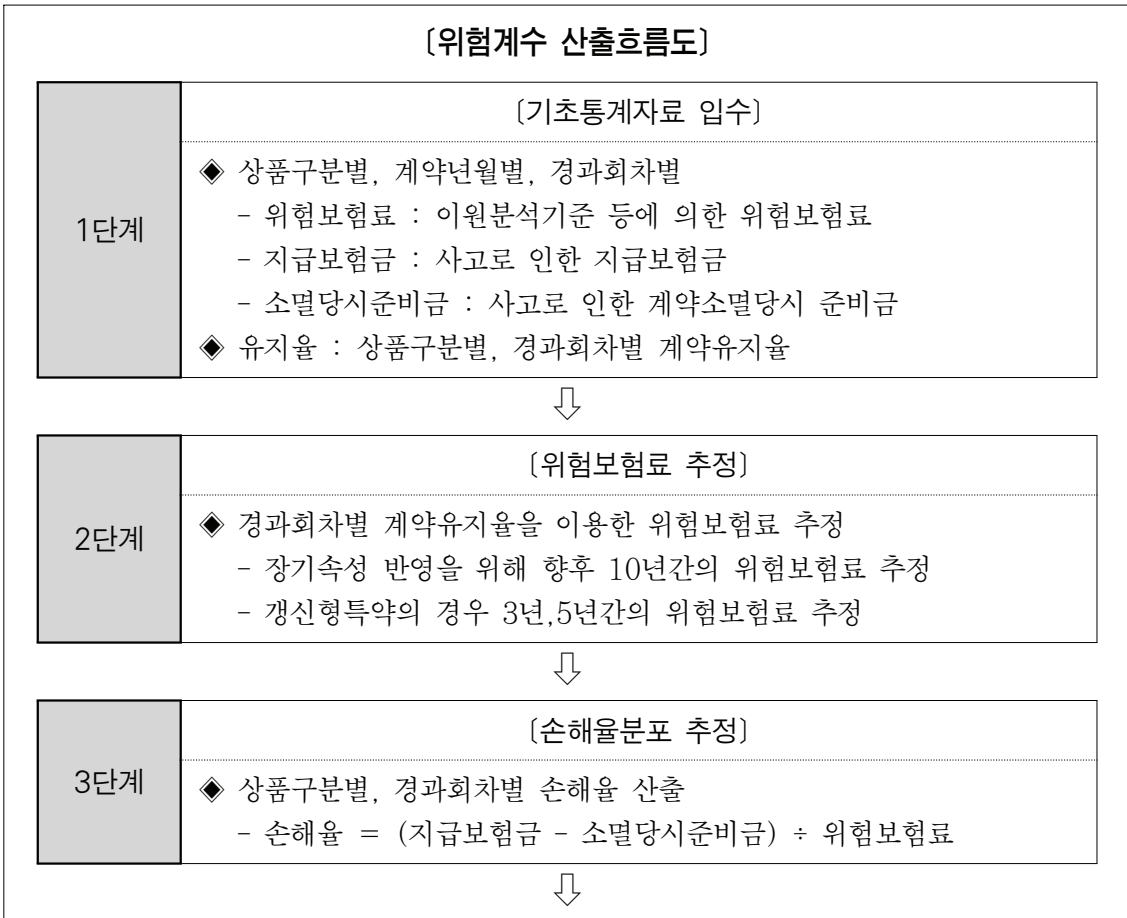 〔위험계수 산출흐름도〕
1단계
〔기초통계자료 입수〕
◈ 상품구분별, 계약년월별, 경과회차별
- 위험보험료 : 이원분석기준 등에 의한 위험보험료
- 지급보험금 : 사고로 인한 지급보험금
- 소멸당시준비금 : 사고로 인한 계약소멸당시 준비금
◈ 유지율 : 상품구분별, 경과회차별 계약유지율
⇩
2단계
〔위험보험료 추정〕
◈ 경과회차별 계약유지율을 이용한 위험보험료 추정
- 장기속성 반영을 위해 향후 10년간의 위험보험료 추정
- 갱신형특약의 경우 3년,5년간의 위험보험료 추정
⇩
3단계
〔손해율분포 추정〕
◈ 상품구분별, 경과회차별 손해율 산출
- 손해율 = (지급보험금 - 소멸당시준비금) ÷ 위험보험료
⇩